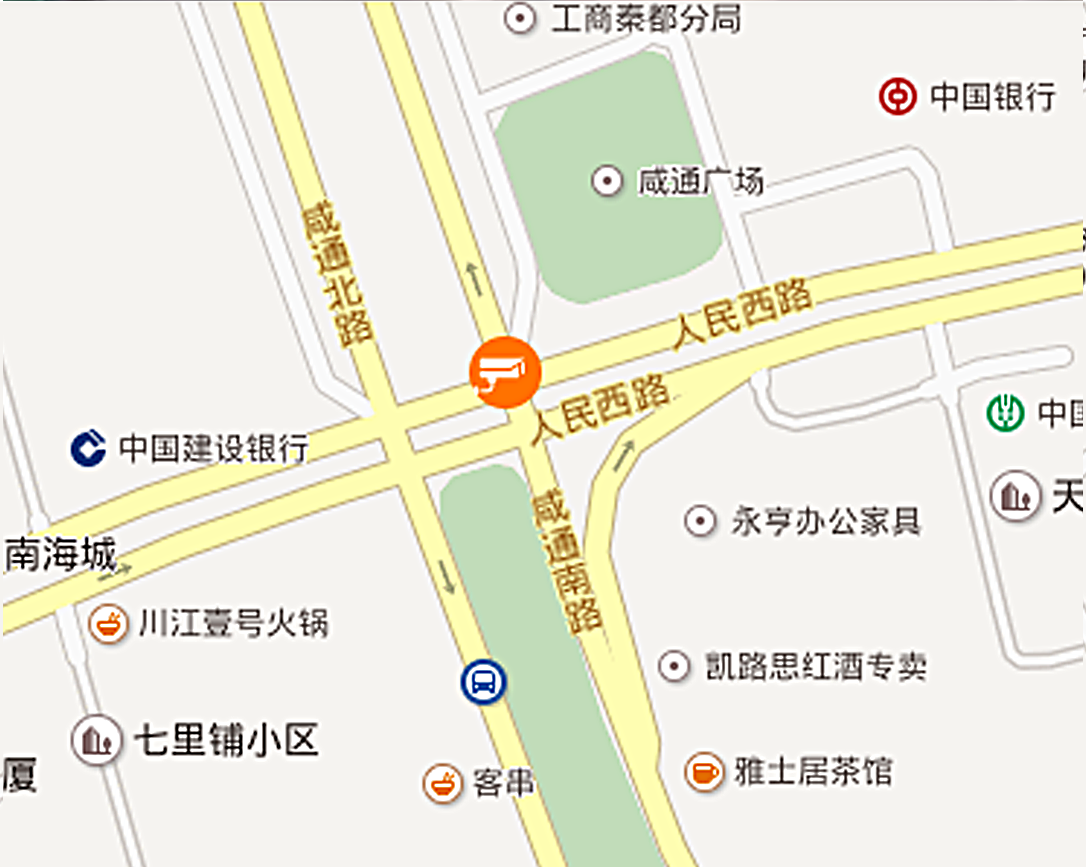 工商秦都分局
中国银行
咸通广场
咸通北路
人民西路
人民西路
中国
中国建设银行
天
咸通南路
永亨办公家具
南海城
川江壹号火锅
凯路思红酒专卖
七里铺小区
厦
雅士居茶馆
客串